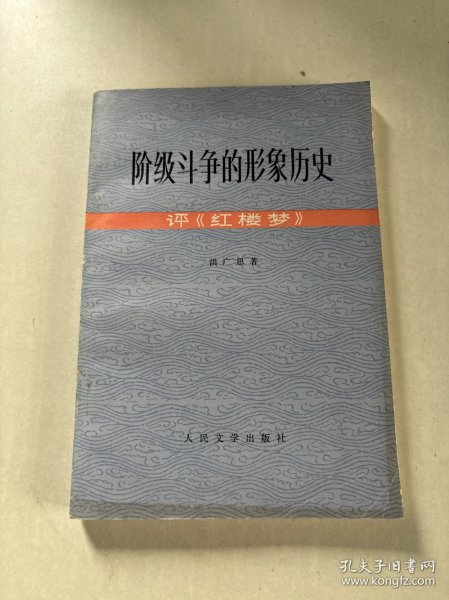 阶级斗争的形象历史
评《红楼梦》
洪广思著
人民文学出版社
孔夫子旧书网
www.kongfz.com